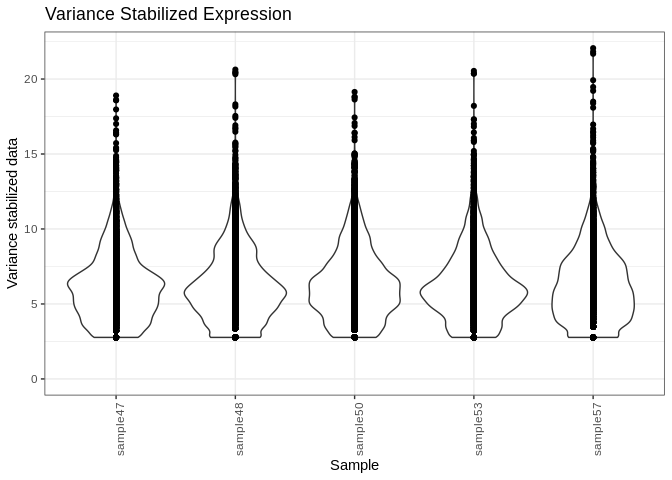 Variance Stabilized Expression
Variance stabilized data
20
15
10
5
0
sample47
sample48
sample50
sample53
sample57
Sample